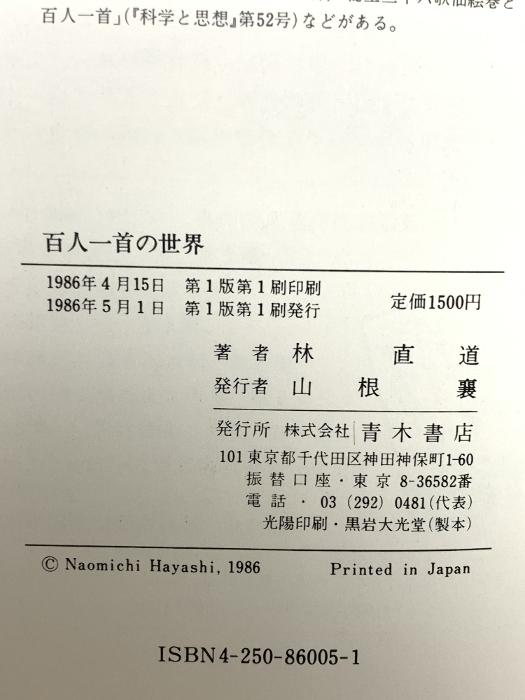 百人一首」(『科学と思想』第52号)などがある。
百人一首の世界
1986年4月15日 第1版第1刷印刷
1986年5月1日 第1版第1刷発行
定価1500円
著者 林 直道
発行者 山根 襄
発行所 株式会社 青木書店
101 東京都千代田区神田神保町1-60
振替口座・東京 8-36582番
電話・03 (292) 0481(代表)
光陽印刷・黒岩大光堂(製本)
© Naomichi Hayashi, 1986 Printed in Japan
ISBN4-250-86005-1